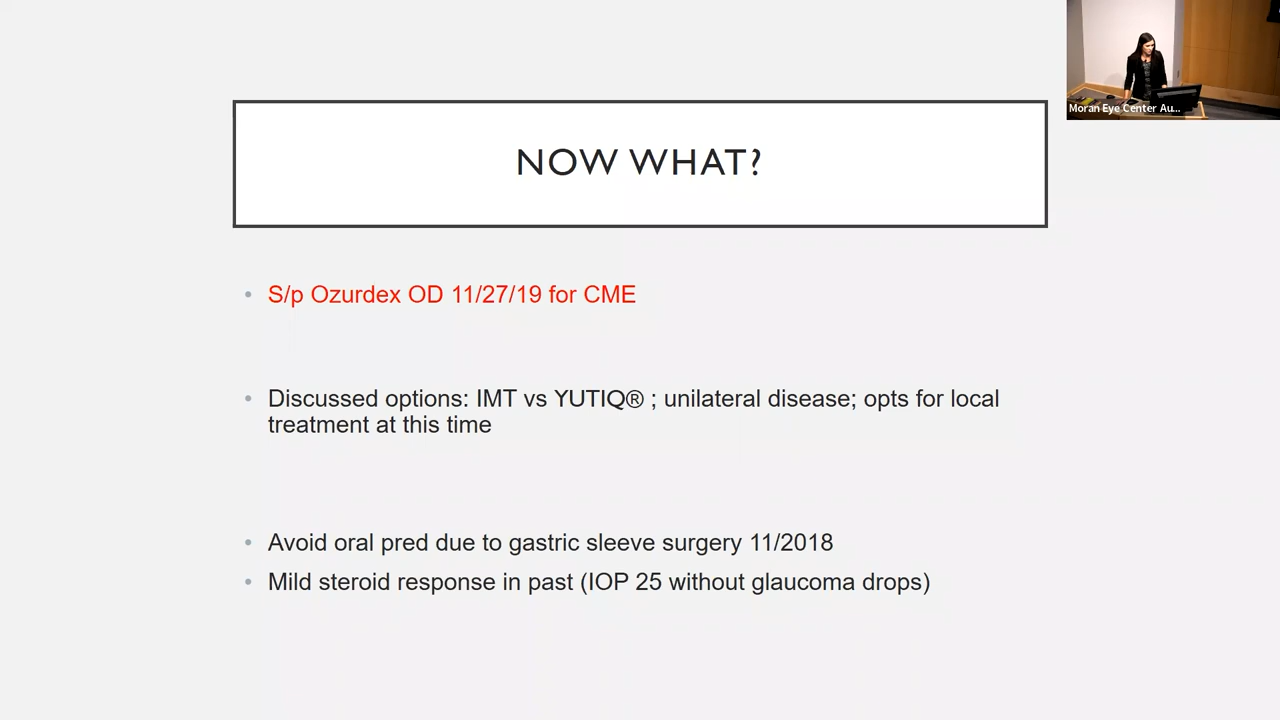 Moran Eye Center Au...
NOW WHAT?
• S/p Ozurdex OD 11/27/19 for CME
• Discussed options: IMT vs YUTIQ® ; unilateral disease; opts for local
treatment at this time
• Avoid oral pred due to gastric sleeve surgery 11/2018
• Mild steroid response in past (IOP 25 without glaucoma drops)